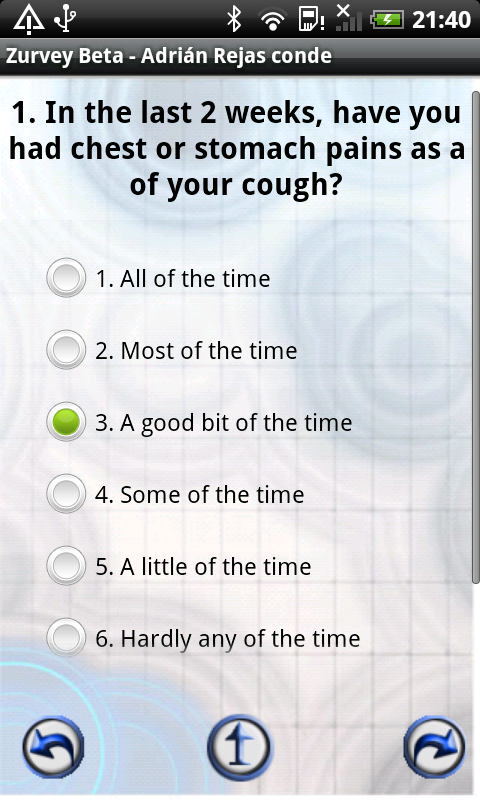 21:40
Zurvey Beta - Adrián Rejas conde
1. In the last 2 weeks, have you
had chest or stomach pains as a
of your cough?
1. All of the time
2. Most of the time
3. A good bit of the time
4. Some of the time
5. A little of the time
6. Hardly any of the time